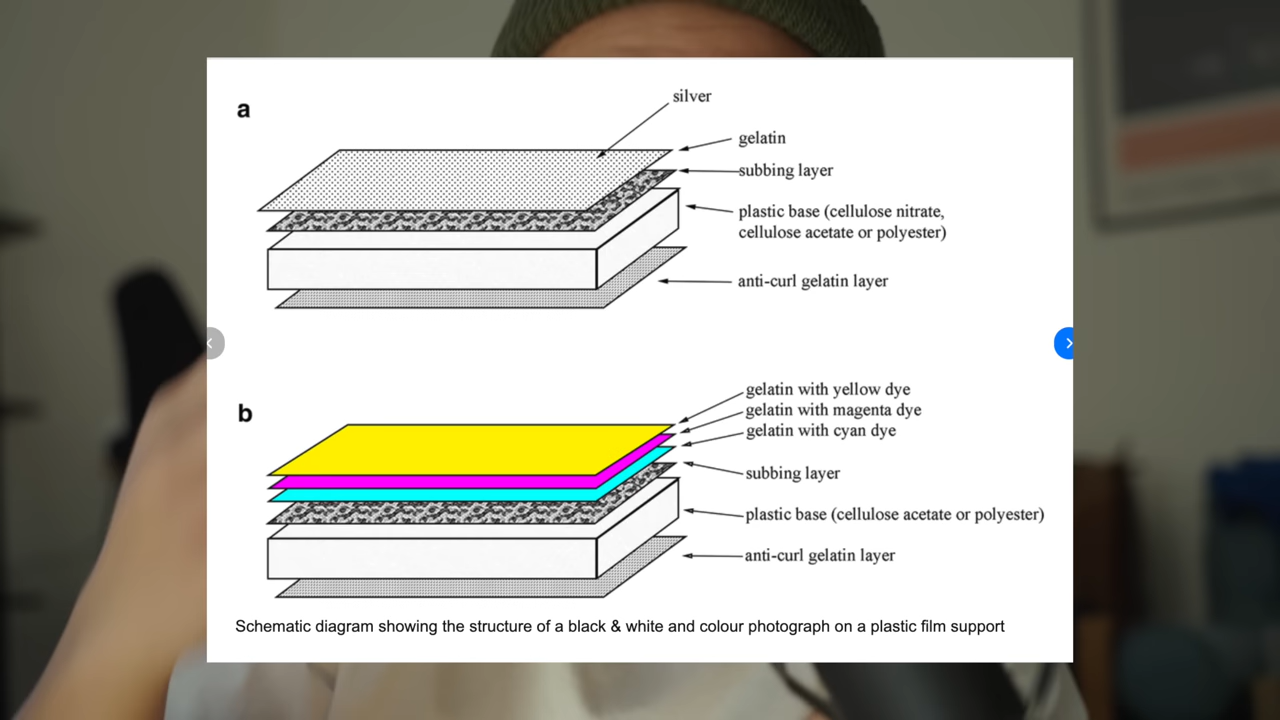 a
silver
gelatin
subbing layer
plastic base (cellulose nitrate,
cellulose acetate or polyester)
anti-curl gelatin layer
b
gelatin with yellow dye
gelatin with magenta dye
gelatin with cyan dye
subbing layer
plastic base (cellulose acetate or polyester)
anti-curl gelatin layer
Schematic diagram showing the structure of a black & white and colour photograph on a plastic film support